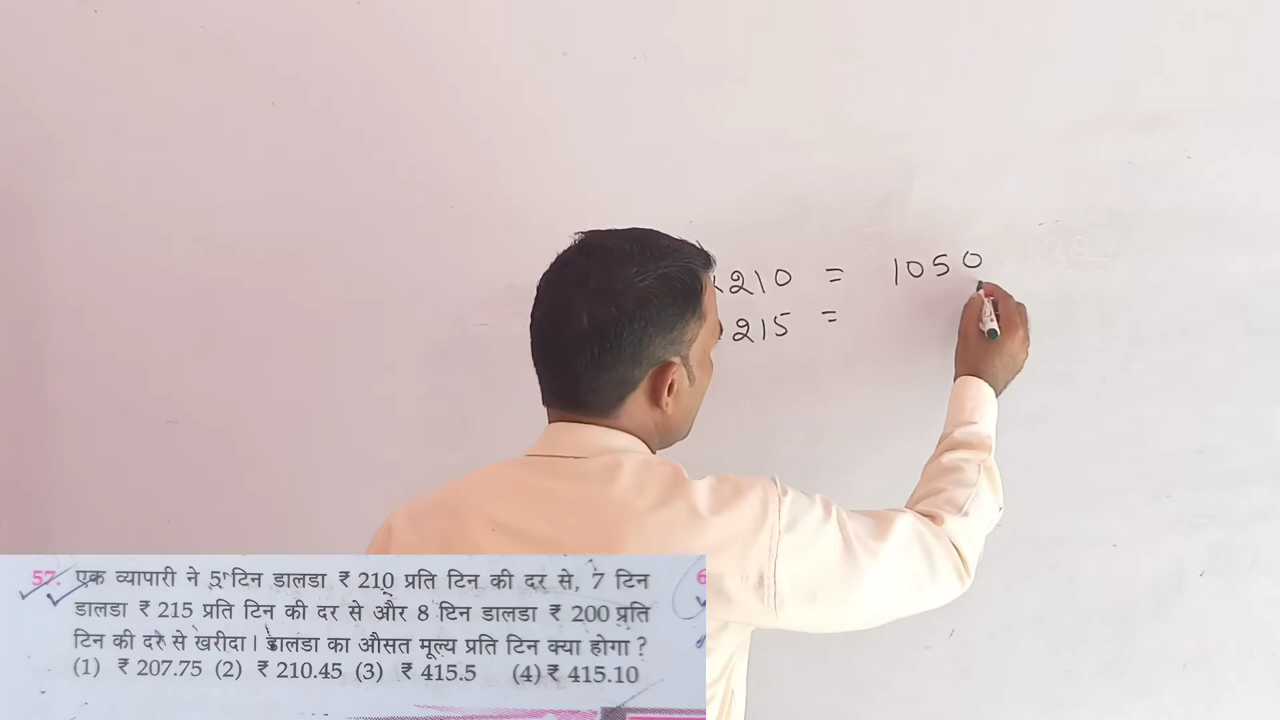 210 = 1050
215 =
57. एक व्यापारी ने 5 टिन डालडा ₹ 210 प्रति टिन की दर से, 7 टिन
डालडा ₹ 215 प्रति टिन की दर से और 8 टिन डालडा ₹ 200 प्रति
टिन की दर से खरीदा। डालडा का औसत मूल्य प्रति टिन क्या होगा ?
(1) ₹ 207.75 (2) ₹ 210.45 (3) ₹ 415.5 (4) ₹ 415.10